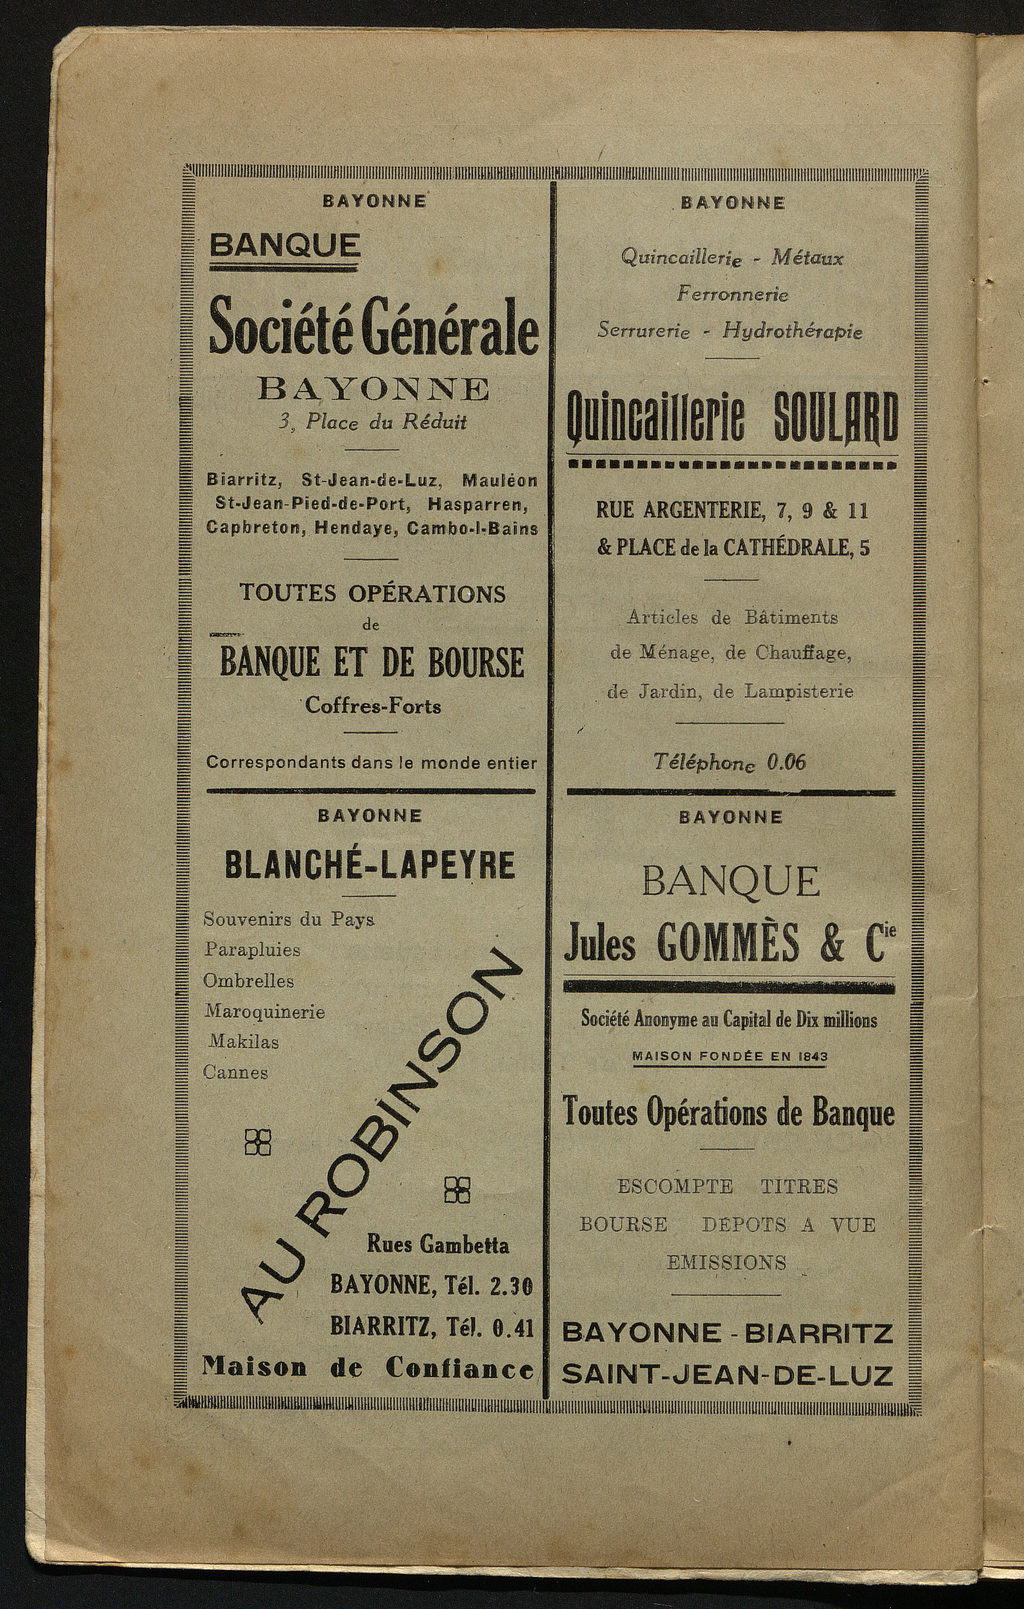 BAYONNE
BANQUE
Société Générale
BAYONNE
3, Place du Réduit
Biarritz, St-Jean-de-Luz, Mauléon
St-Jean-Pied-de-Port, Hasparren,
Capbreton, Hendaye, Cambo-l-Bains
TOUTES OPÉRATIONS
de
BANQUE ET DE BOURSE
Coffres-Forts
Correspondants dans le monde entier
BAYONNE
Quincaillerie - Métaux
Ferronnerie
Serrurerie - Hydrothérapie
Quincaillerie SOULARD
RUE ARGENTERIE, 7, 9 & 11
& PLACE de la CATHÉDRALE, 5
Articles de Bâtiments
de Ménage, de Chauffage,
de Jardin, de Lampisterie
Téléphone 0.06
BAYONNE
BLANCHÉ-LAPEYRE
Souvenirs du Pays
Parapluies
Ombrelles
Maroquinerie
Makilas
Cannes
AU ROBINSON
Rues Gambetta
BAYONNE, Tél. 2.30
BIARRITZ, Tél. 0.41
Maison de Confiance
BAYONNE
BANQUE
Jules GOMMÈS & Cie
Société Anonyme au Capital de Dix millions
MAISON FONDÉE EN 1843
Toutes Opérations de Banque
ESCOMPTE TITRES
BOURSE DÉPOTS A VUE
EMISSIONS
BAYONNE - BIARRITZ
SAINT-JEAN-DE-LUZ